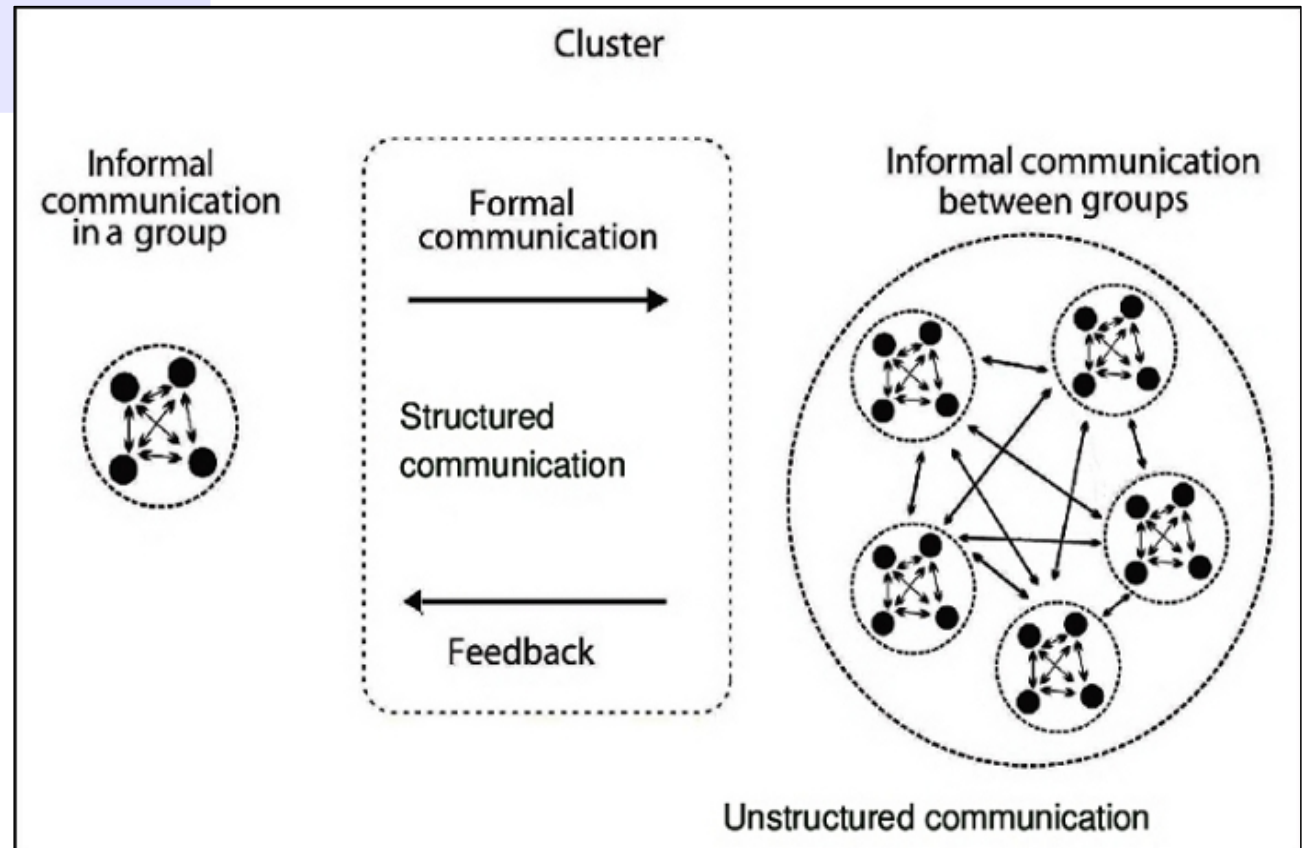 Cluster
Informal
communication
in a group
Formal
communication
Structured
communication
Feedback
Informal communication
between groups
Unstructured communication